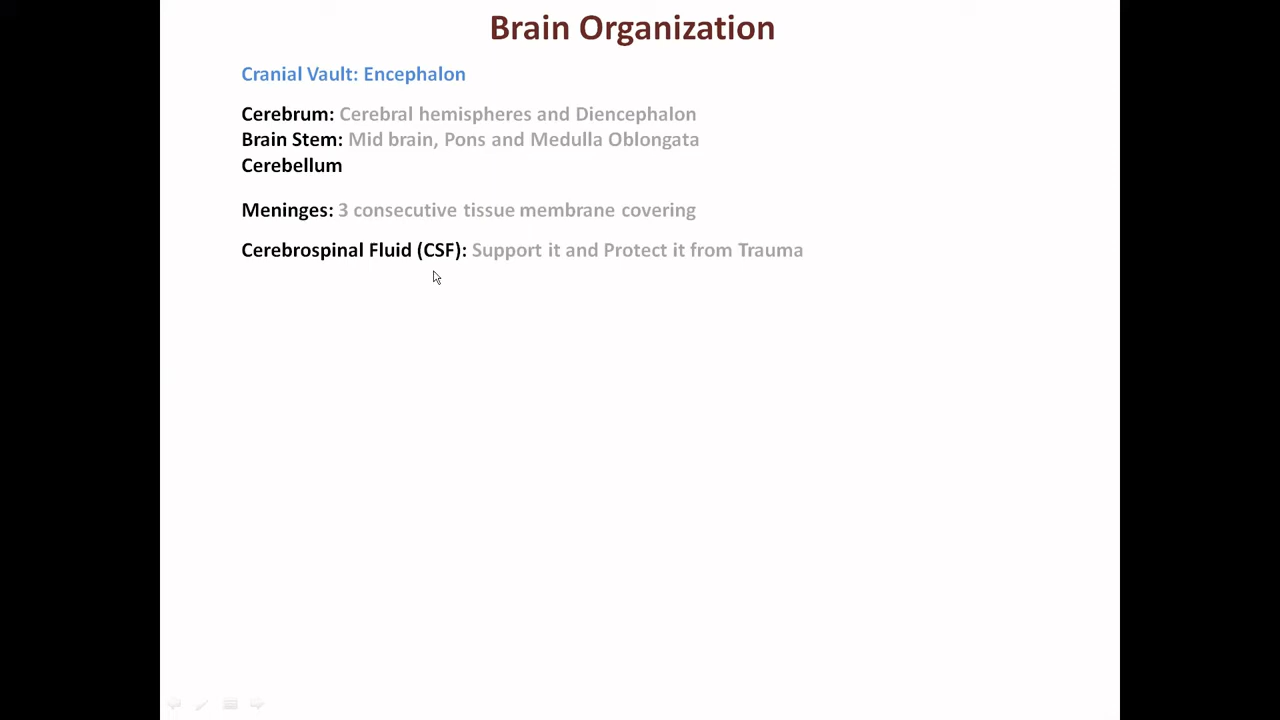 Brain Organization
Cranial Vault: Encephalon
Cerebrum: Cerebral hemispheres and Diencephalon
Brain Stem: Mid brain, Pons and Medulla Oblongata
Cerebellum
Meninges: 3 consecutive tissue membrane covering
Cerebrospinal Fluid (CSF): Support it and Protect it from Trauma